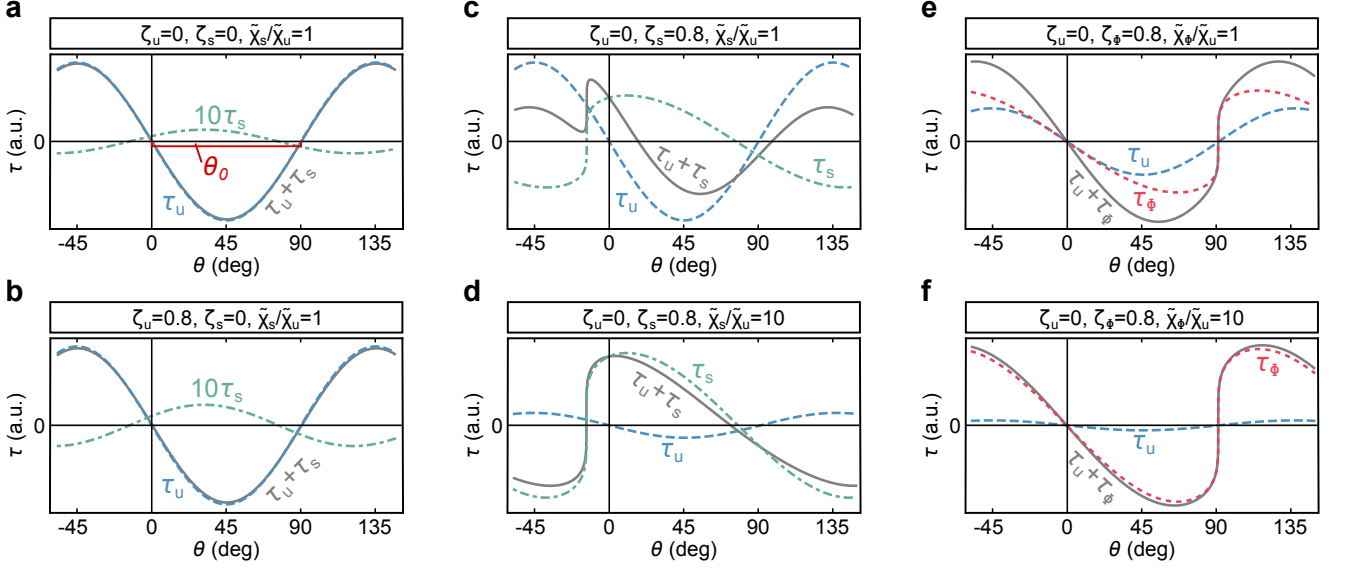 a
ζu=0, ζs=0, χ̃s/χ̃u=1
τ (a.u.)
0
10τs
θ0
τu
τu+τs
-45 0 45 90 135
θ (deg)
b
ζu=0.8, ζs=0, χ̃s/χ̃u=1
τ (a.u.)
0
10τs
τu
τu+τs
-45 0 45 90 135
θ (deg)
c
ζu=0, ζs=0.8, χ̃s/χ̃u=1
τ (a.u.)
0
τu+τs
τs
τu
-45 0 45 90 135
θ (deg)
d
ζu=0, ζs=0.8, χ̃s/χ̃u=10
τ (a.u.)
0
τs
τu+τs
τu
-45 0 45 90 135
θ (deg)
e
ζu=0, ζΦ=0.8, χ̃Φ/χ̃u=1
τ (a.u.)
0
τu
τΦ
τu+τΦ
-45 0 45 90 135
θ (deg)
f
ζu=0, ζΦ=0.8, χ̃Φ/χ̃u=10
τ (a.u.)
0
τΦ
τu
τu+τΦ
-45 0 45 90 135
θ (deg)